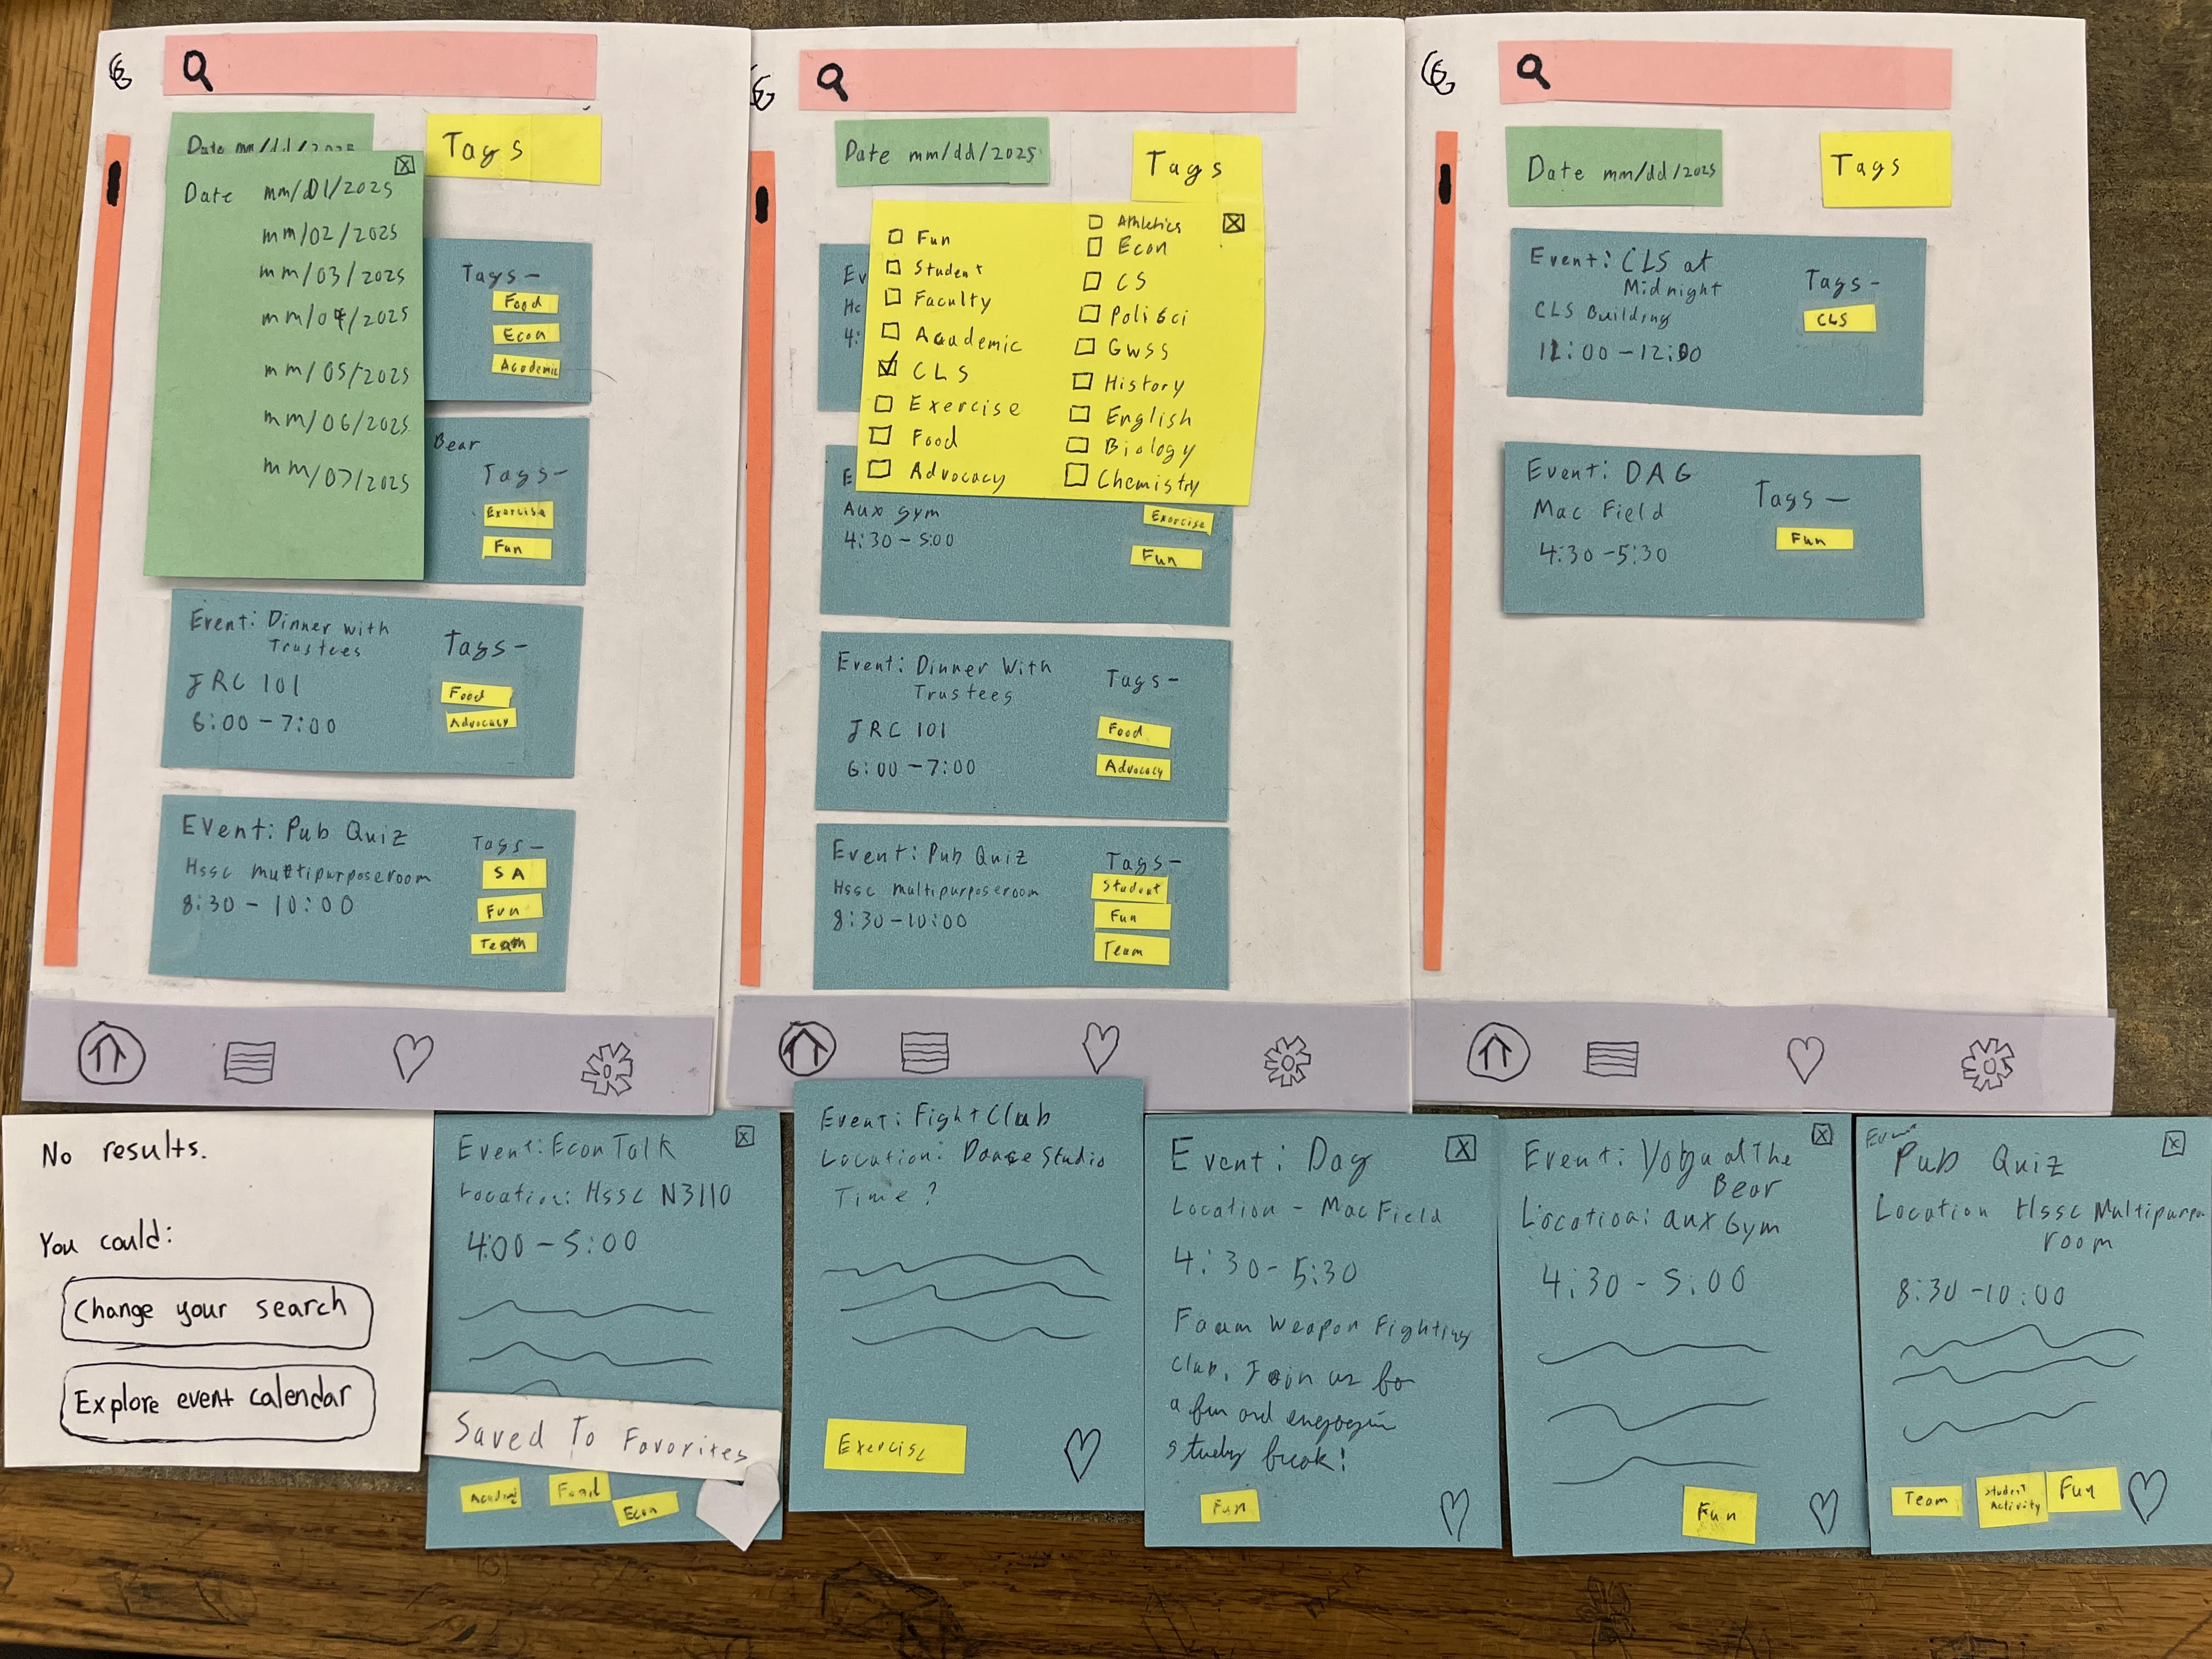 Date mm/dd/2025
Tags
Date mm/01/2025
mm/02/2025
mm/03/2025
mm/04/2025
mm/05/2025
mm/06/2025
mm/07/2025
Tags-
Food
Econ
Academic
Bear
Tags-
Exercise
Fun
Event: Dinner with
Trustees
JRC 101
6:00-7:00
Tags-
Food
Advocacy
Event: Pub Quiz
Hssc multipurposeroom
8:30-10:00
Tags-
SA
Fun
Team
Date mm/dd/2025
Tags
Fun
Student
Faculty
Academic
CLS
Exercise
Food
Advocacy
Athletics
Econ
CS
Poli Sci
GWSS
History
English
Biology
Chemistry
Ev
Hc
4:
E
Aux gym
4:30-5:00
Exercise
Fun
Event: Dinner With
Trustees
JRC 101
6:00-7:00
Tags-
Food
Advocacy
Event: Pub Quiz
Hssc multipurposeroom
8:30-10:00
Tags-
Student
Fun
Team
Date mm/dd/2025
Tags
Event: CLS at
Midnight
CLS Building
11:00-12:00
Tags-
CLS
Event: DAG
Mac Field
4:30-5:30
Tags-
Fun
No results.
You could:
Change your search
Explore event calendar
Event: Econ Talk
Location: Hssc N3110
4:00-5:00
Saved To Favorites
Academic
Food
Econ
Event: Fight Club
Location: Dance Studio
Time?
Exercise
Event: Dag
Location - Mac Field
4:30-5:30
Foam Weapon Fighting
club. Join us for
a fun and engagin
study break!
Fun
Event: at The
Bear
Location: aux Gym
4:30-5:00
Fun
Event
Pub Quiz
Location Hssc Multipurpo
room
8:30-10:00
Team
Student
Activity
Fun